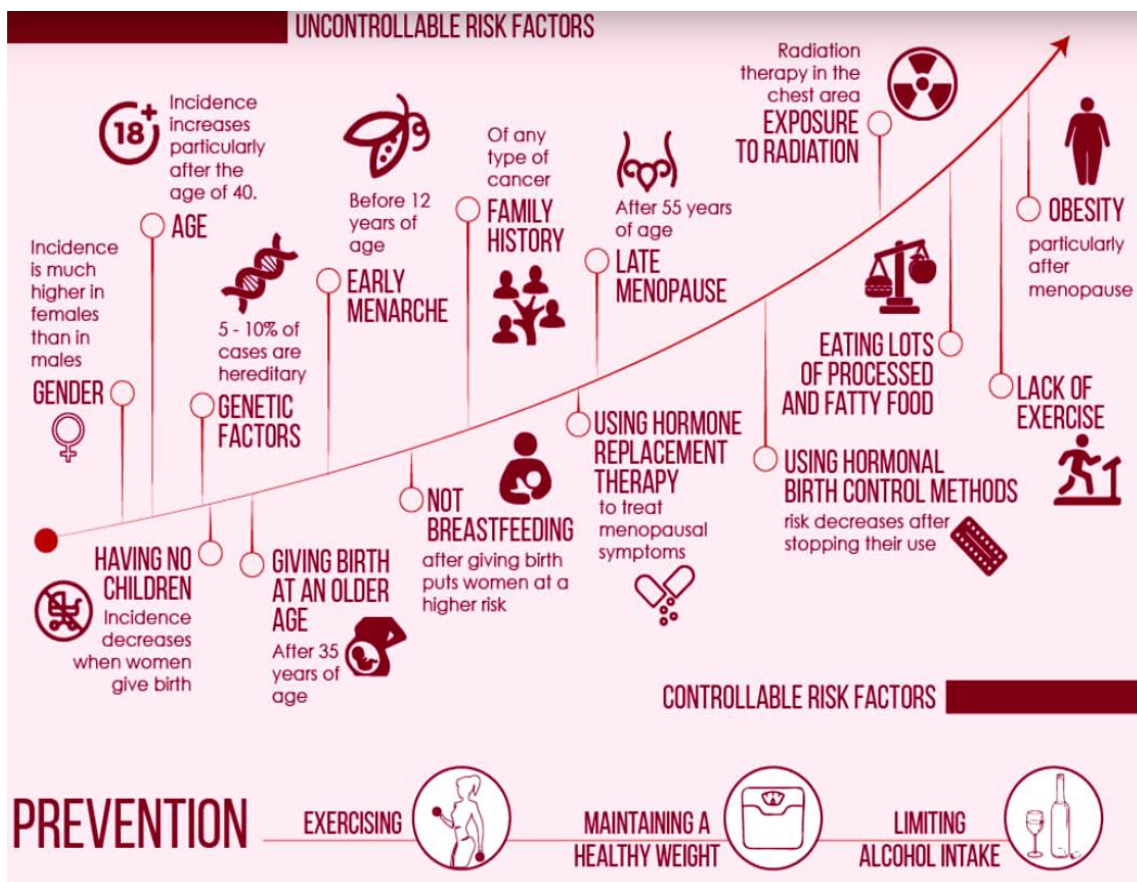 UNCONTROLLABLE RISK FACTORS
Incidence
is much
higher in
females
than in
males
GENDER
18+
Incidence
increases
particularly
after the
age of 40.
AGE
5 - 10% of
cases are
hereditary
GENETIC
FACTORS
Before 12
years of
age
EARLY
MENARCHE
Of any
type of
cancer
FAMILY
HISTORY
After 55 years
of age
LATE
MENOPAUSE
Radiation
therapy in the
chest area
EXPOSURE
TO RADIATION
HAVING NO
CHILDREN
Incidence
decreases
when women
give birth
GIVING BIRTH
AT AN OLDER
AGE
After 35
years of
age
NOT
BREASTFEEDING
after giving birth
puts women at a
higher risk
USING HORMONE
REPLACEMENT
THERAPY
to treat
menopausal
symptoms
USING HORMONAL
BIRTH CONTROL METHODS
risk decreases after
stopping their use
EATING LOTS
OF PROCESSED
AND FATTY FOOD
LACK OF
EXERCISE
OBESITY
particularly
after
menopause
CONTROLLABLE RISK FACTORS
PREVENTION
EXERCISING
MAINTAINING A
HEALTHY WEIGHT
LIMITING
ALCOHOL INTAKE